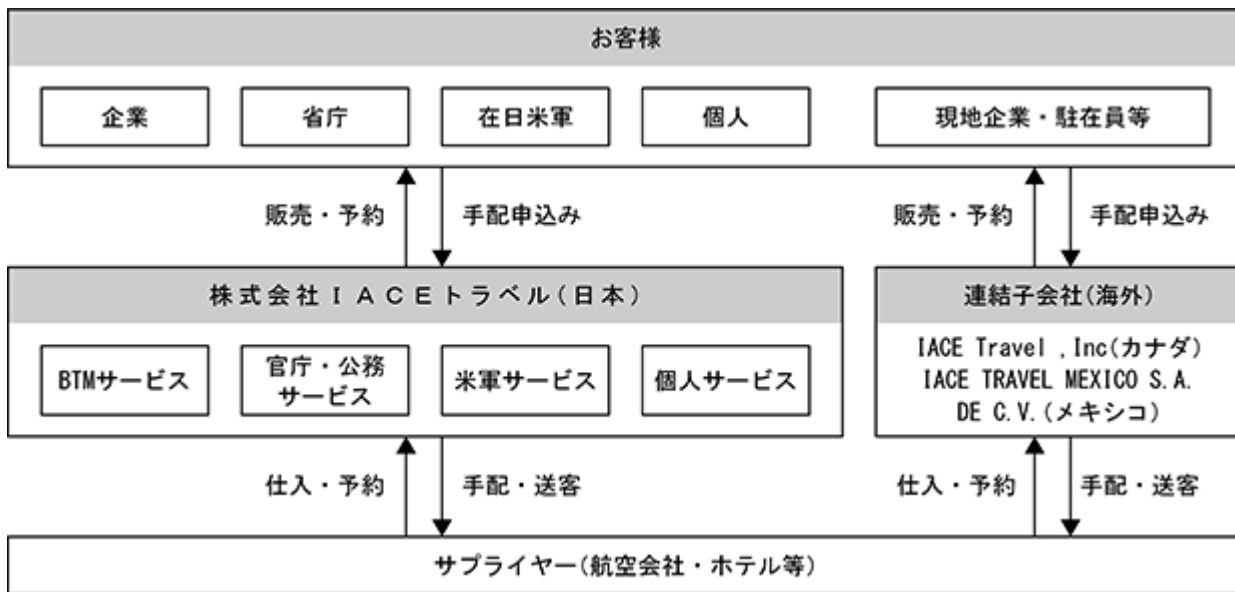 お客様
企業
省庁
在日米軍
個人
現地企業・駐在員等
販売・予約
手配申込み
販売・予約
手配申込み
株式会社ＩＡＣＥトラベル(日本)
BTMサービス
官庁・公務
サービス
米軍サービス
個人サービス
連結子会社(海外)
IACE Travel ,Inc(カナダ)
IACE TRAVEL MEXICO S.A.
DE C.V.(メキシコ)
仕入・予約
手配・送客
仕入・予約
手配・送客
サプライヤー(航空会社・ホテル等)